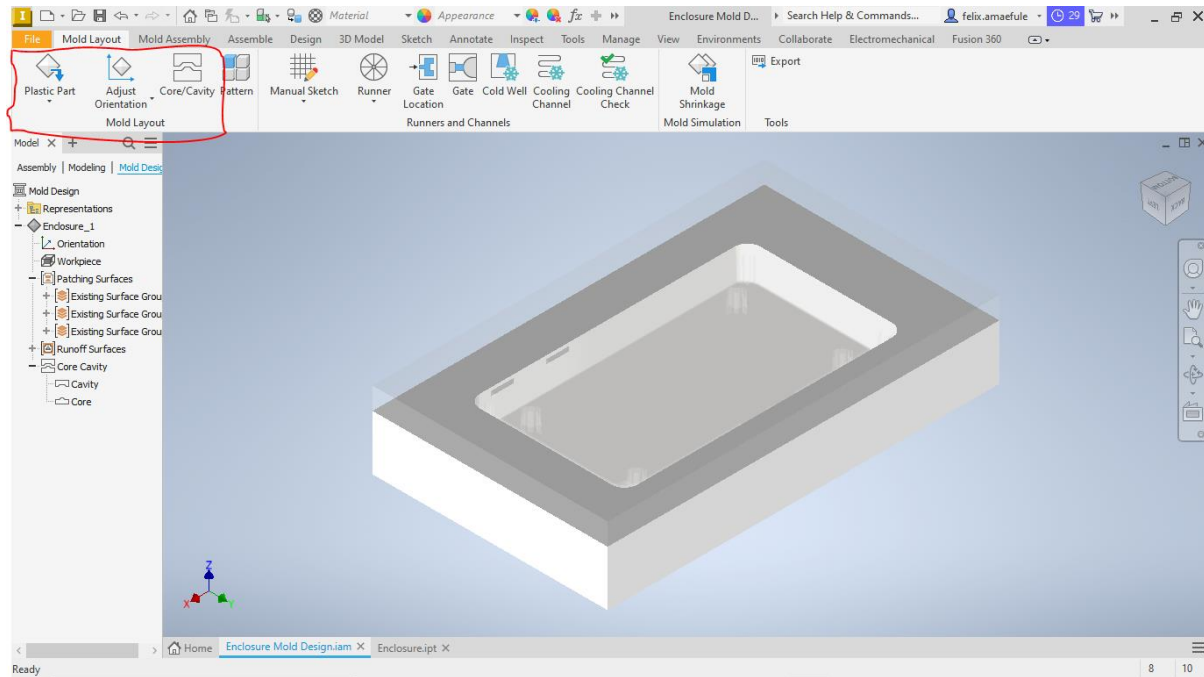 Material
Appearance
fx
Enclosure Mold D...
Search Help & Commands...
felix.amaefule
29
File Mold Layout Mold Assembly Assemble Design 3D Model Sketch Annotate Inspect Tools Manage View Environments Collaborate Electromechanical Fusion 360
Plastic Part
Adjust
Orientation
Core/Cavity
Pattern
Manual Sketch
Runner
Gate
Location
Gate
Cold Well
Cooling
Channel
Cooling Channel
Check
Mold
Shrinkage
Export
Mold Layout
Runners and Channels
Mold Simulation
Tools
Model
Assembly | Modeling | Mold Desig
Mold Design
Representations
Enclosure_1
Orientation
Workpiece
Patching Surfaces
Existing Surface Grou
Existing Surface Grou
Existing Surface Grou
Runoff Surfaces
Core Cavity
Cavity
Core
Z
X
Y
Home
Enclosure Mold Design.iam
Enclosure.ipt
Ready
8 10